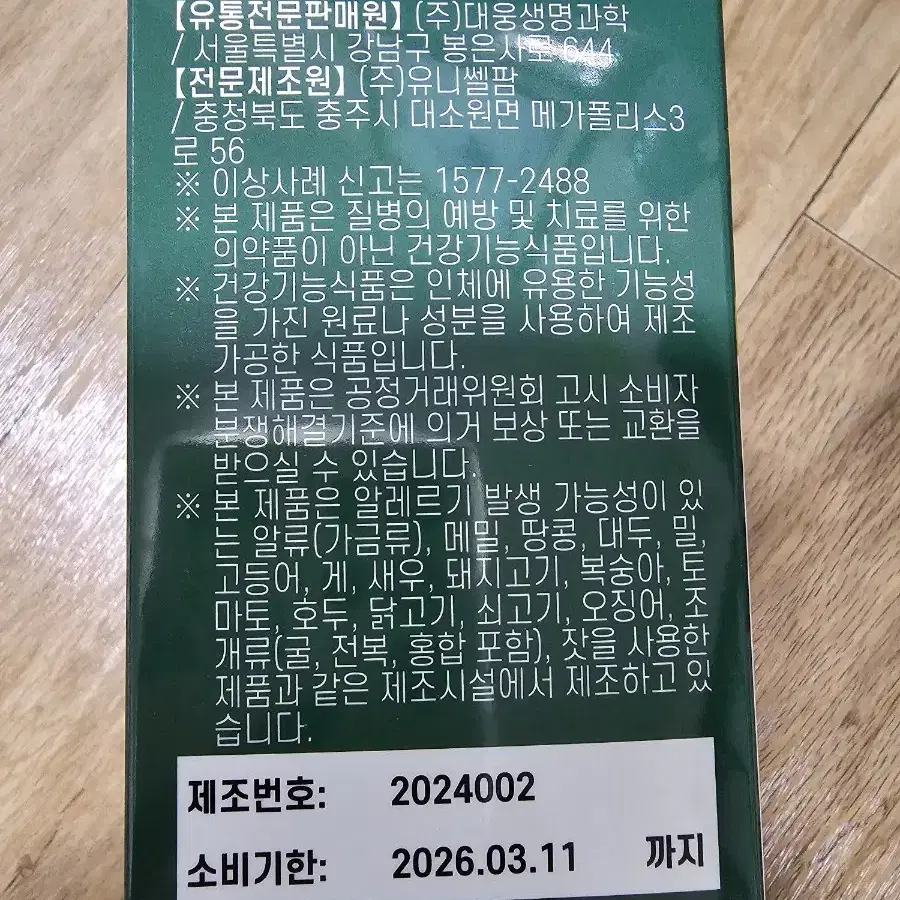 【유통전문판매원】 (주)대웅생명과학
/ 서울특별시 강남구 봉은사로 644
【전문제조원】 (주)유니쎌팜
/ 충청북도 충주시 대소원면 메가폴리스3
로 56
※ 이상사례 신고는 1577-2488
※ 본 제품은 질병의 예방 및 치료를 위한
의약품이 아닌 건강기능식품입니다.
※ 건강기능식품은 인체에 유용한 기능성
을 가진 원료나 성분을 사용하여 제조
가공한 식품입니다.
※ 본 제품은 공정거래위원회 고시 소비자
분쟁해결기준에 의거 보상 또는 교환을
받으실 수 있습니다.
※ 본 제품은 알레르기 발생 가능성이 있
는 알류(가금류), 메밀, 땅콩, 대두, 밀,
고등어, 게, 새우, 돼지고기, 복숭아, 토
마토, 호두, 닭고기, 쇠고기, 오징어, 조
개류(굴, 전복, 홍합 포함), 잣을 사용한
제품과 같은 제조시설에서 제조하고 있
습니다.
제조번호: 2024002
소비기한: 2026.03.11 까지